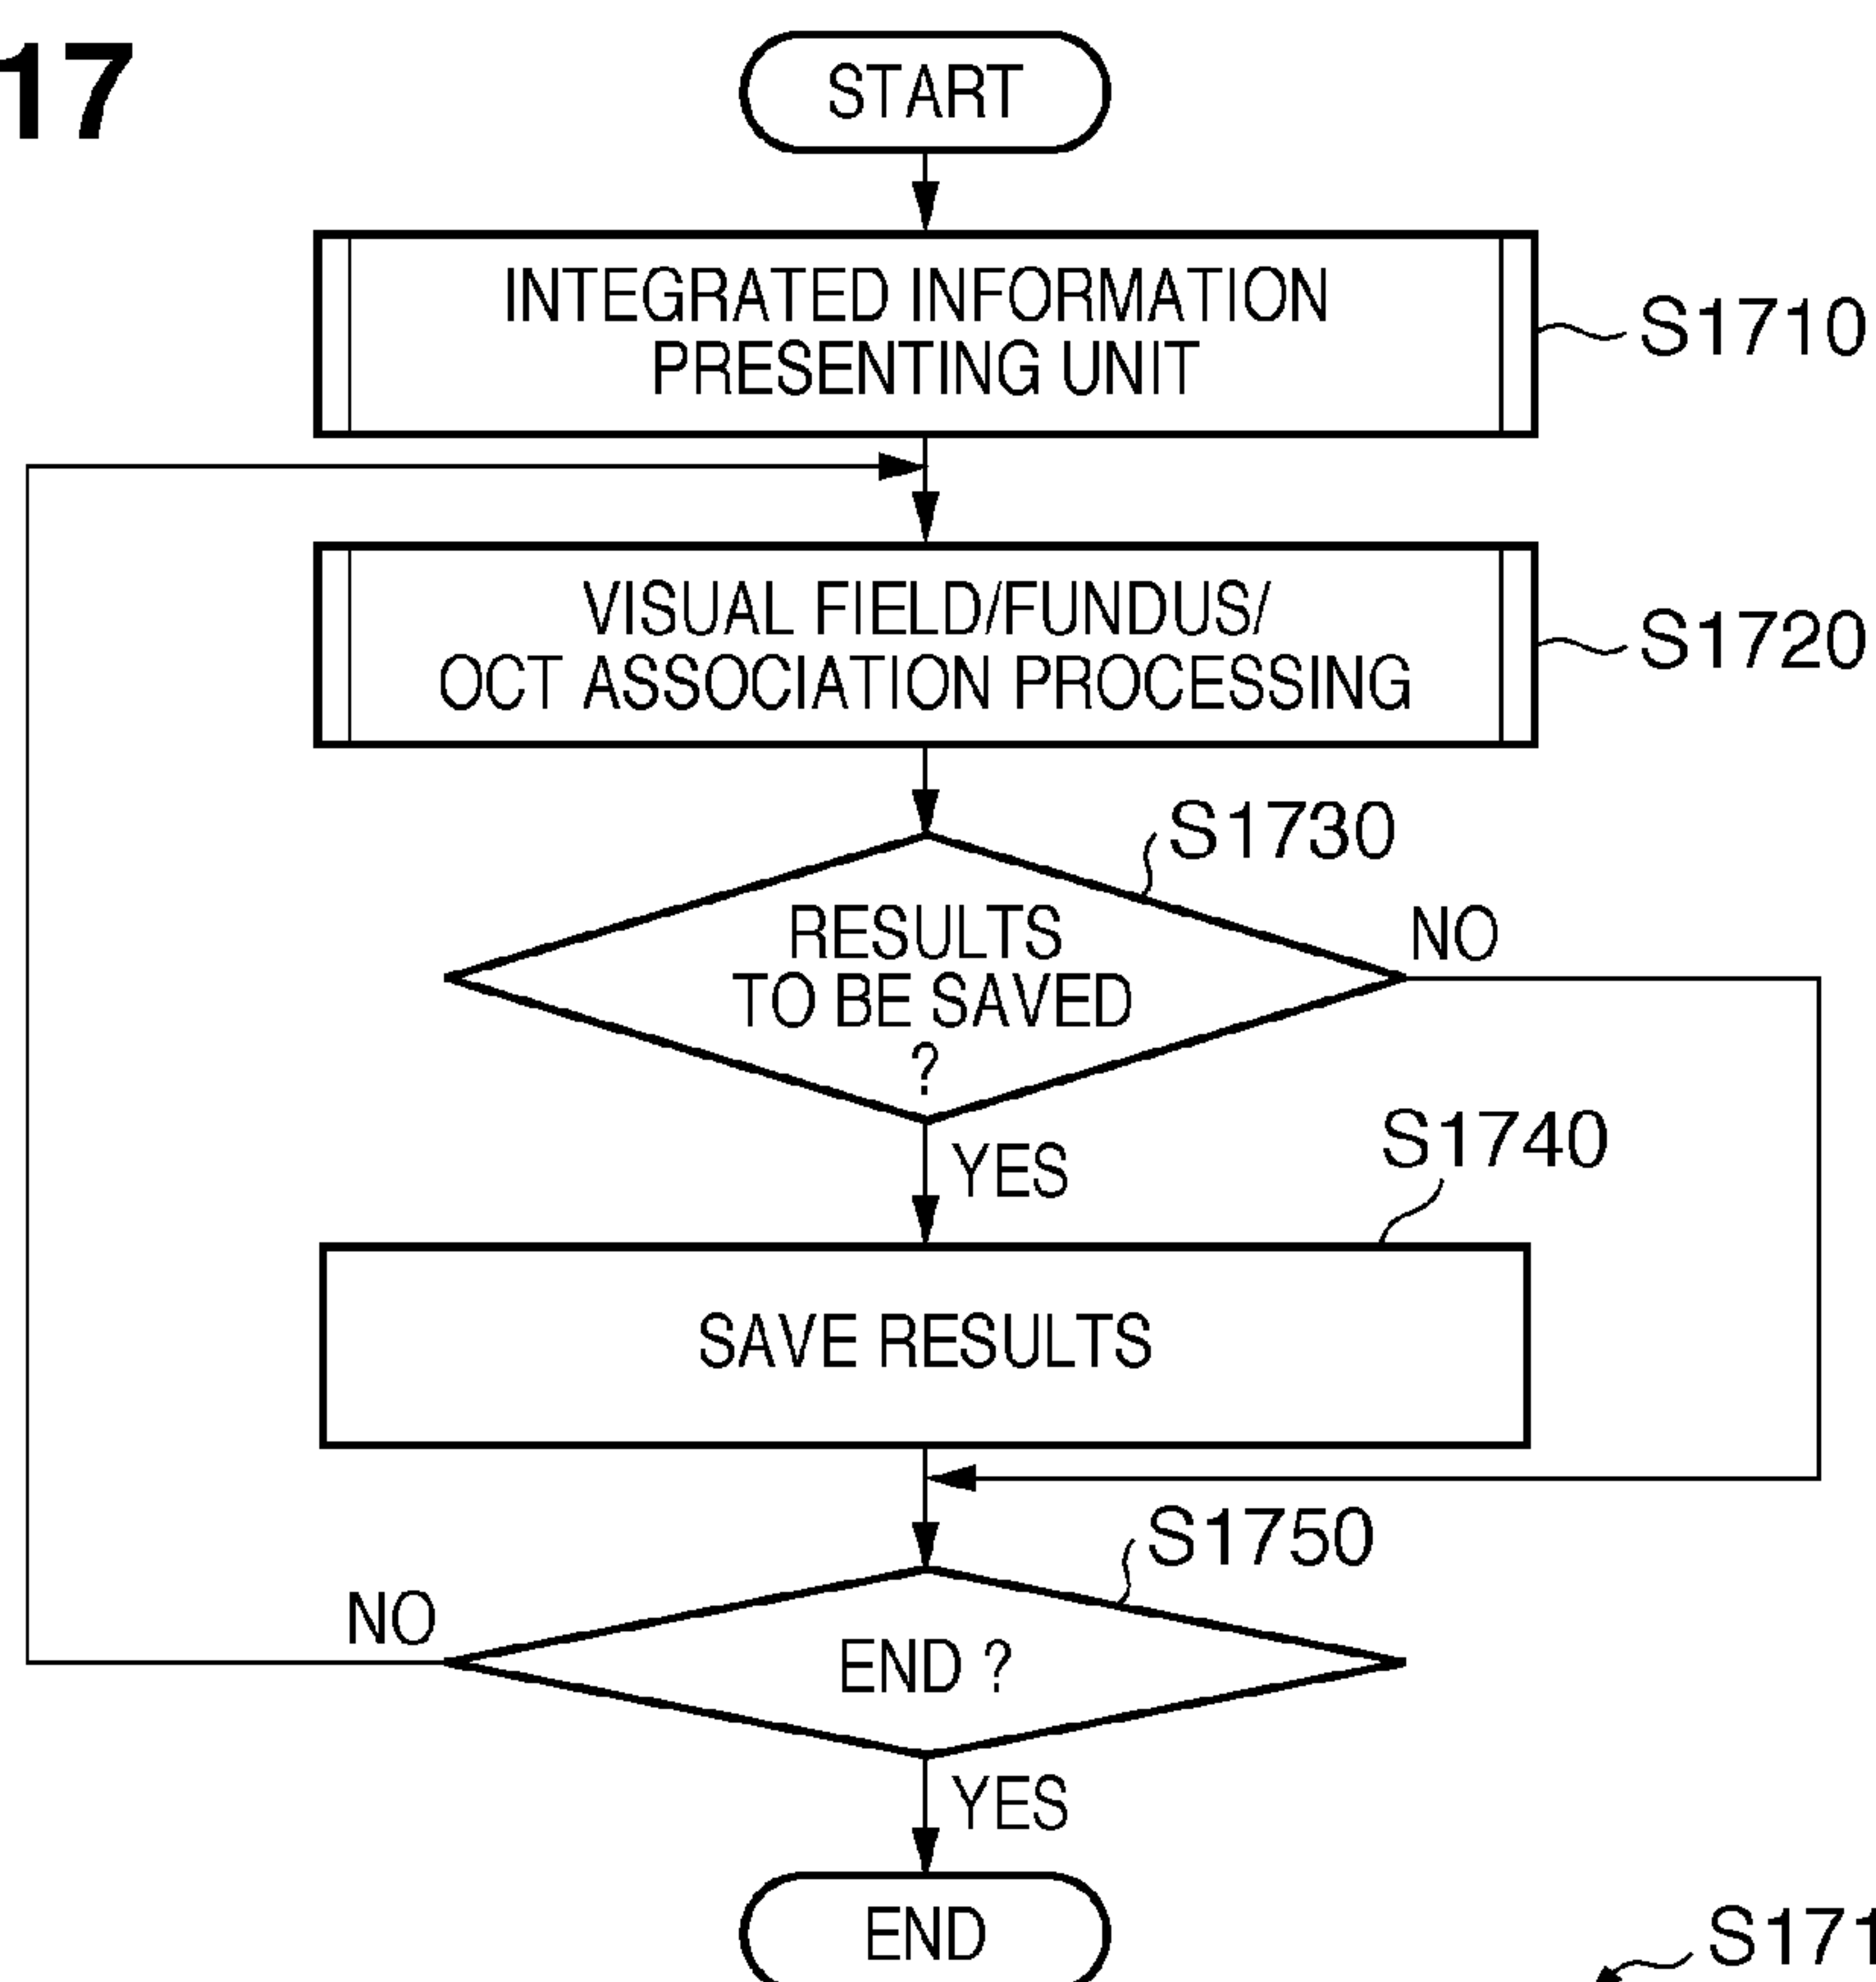 17
START
INTEGRATED INFORMATION
PRESENTING UNIT
S1710
VISUAL FIELD/FUNDUS/
OCT ASSOCIATION PROCESSING
S1720
S1730
RESULTS
TO BE SAVED
?
NO
YES
S1740
SAVE RESULTS
S1750
NO
END ?
YES
END